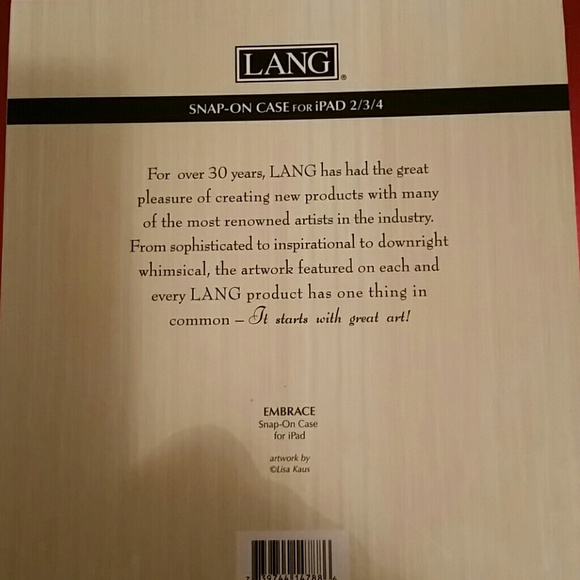 LANG®
SNAP-ON CASE FOR iPAD 2/3/4
For over 30 years, LANG has had the great
pleasure of creating new products with many
of the most renowned artists in the industry.
From sophisticated to inspirational to downright
whimsical, the artwork featured on each and
every LANG product has one thing in
common – It starts with great art!
EMBRACE
Snap-On Case
for iPad
artwork by
©Lisa Kaus